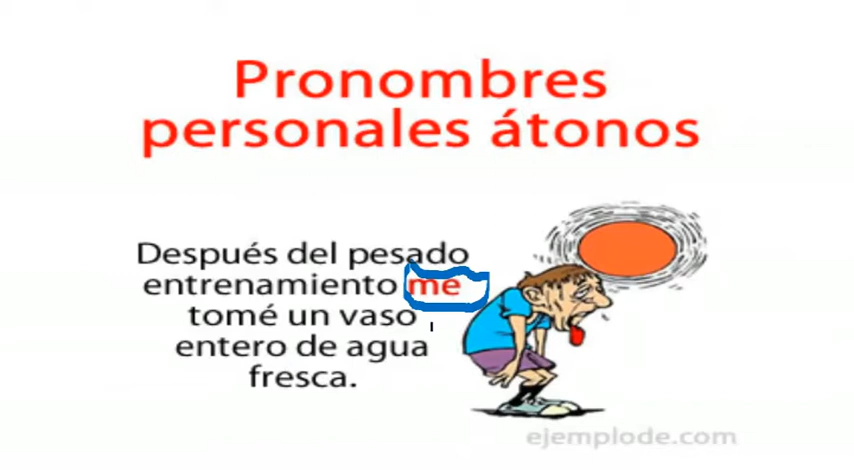 Pronombres
personales átonos
Después del pesado
entrenamiento me
tomé un vaso
entero de agua
fresca.
ejemplode.com